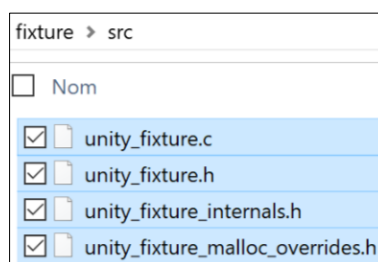 fixture > src
Nom
unity_fixture.c
unity_fixture.h
unity_fixture_internals.h
unity_fixture_malloc_overrides.h